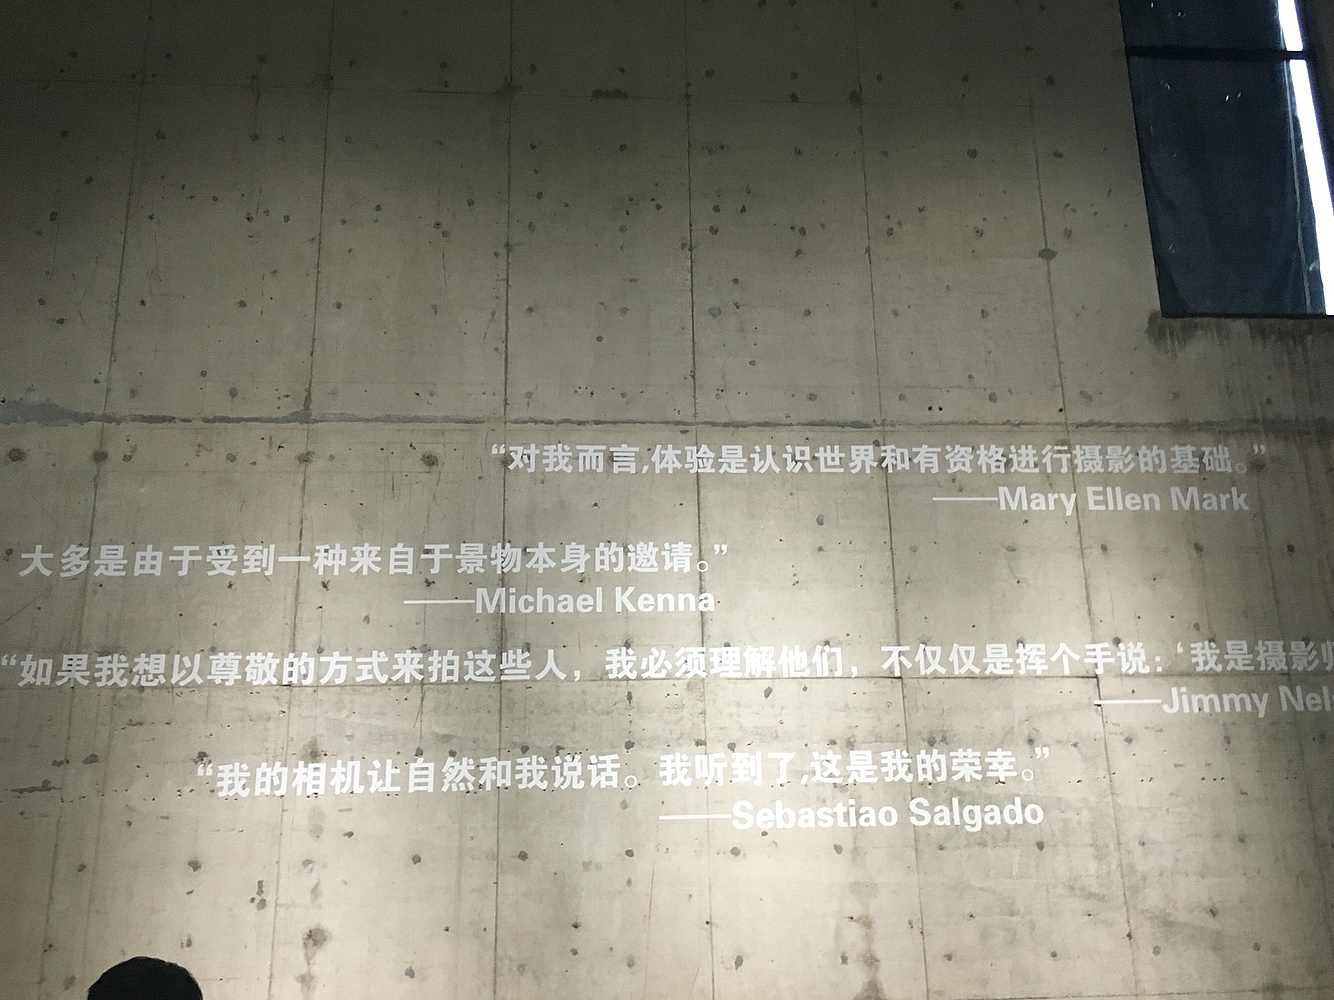 “对我而言,体验是认识世界和有资格进行摄影的基础。”
——Mary Ellen Mark
大多是由于受到一种来自于景物本身的邀请。”
——Michael Kenna
“如果我想以尊敬的方式来拍这些人，我必须理解他们，不仅仅是挥个手说：‘我是摄影
——Jimmy Nel
“我的相机让自然和我说话。我听到了,这是我的荣幸。”
——Sebastiao Salgado